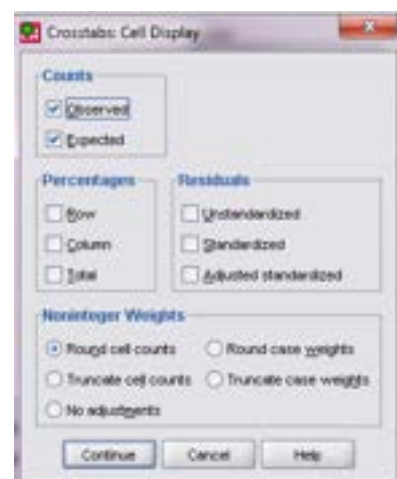 Crosstabs: Cell Display
Counts
Observed
Expected
Percentages
Row
Column
Total
Residuals
Unstandardized
Standardized
Adjusted standardized
Noninteger Weights
Round cell counts
Round case weights
Truncate cell counts
Truncate case weights
No adjustments
Continue
Cancel
Help